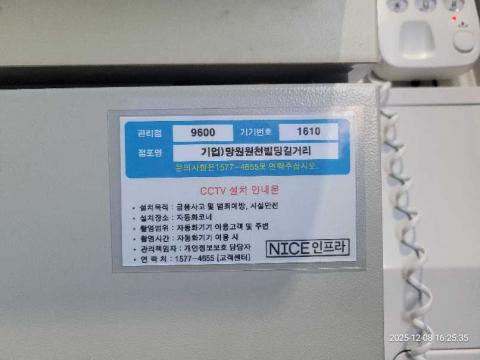 관리점 9600 기기번호 1610
점포명 기업)망원원천빌딩길거리
문의사항은1577-4655로 연락주십시오.
CCTV 설치 안내문
• 설치목적 : 금융사고 및 범죄예방, 시설안전
• 설치장소 : 자동화코너
• 촬영범위 : 자동화기기 이용고객 및 주변
• 촬영시간 : 자동화기기 이용 시
• 관리책임자 : 개인정보보호 담당자
• 연 락 처 : 1577-4655 (고객센터)
NICE인프라
2025-12-08 16:25:35